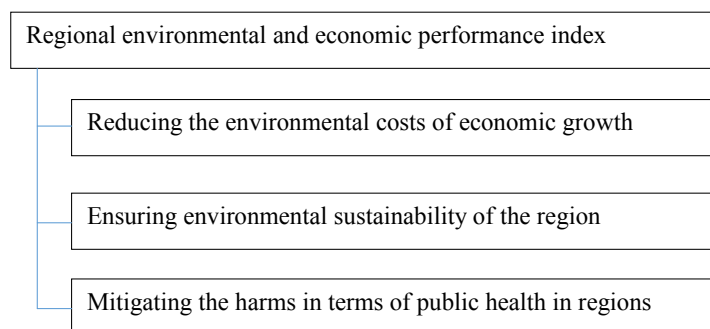 Regional environmental and economic performance index
Reducing the environmental costs of economic growth
Ensuring environmental sustainability of the region
Mitigating the harms in terms of public health in regions